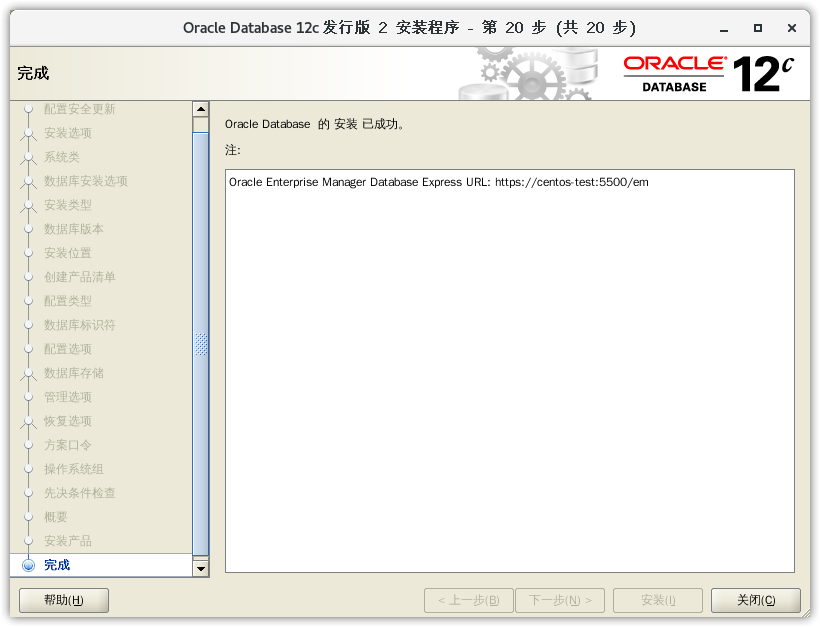 Oracle Database 12c 发行版 2 安装程序 - 第 20 步 (共 20 步)
完成
ORACLE®
DATABASE
12c
配置安全更新
安装选项
系统类
数据库安装选项
安装类型
数据库版本
安装位置
创建产品清单
配置类型
数据库标识符
配置选项
数据库存储
管理选项
恢复选项
方案口令
操作系统组
先决条件检查
概要
安装产品
完成
Oracle Database 的 安装 已成功。
注:
Oracle Enterprise Manager Database Express URL: https://centos-test:5500/em
帮助(H)
< 上一步(B)
下一步(N) >
安装(I)
关闭(C)